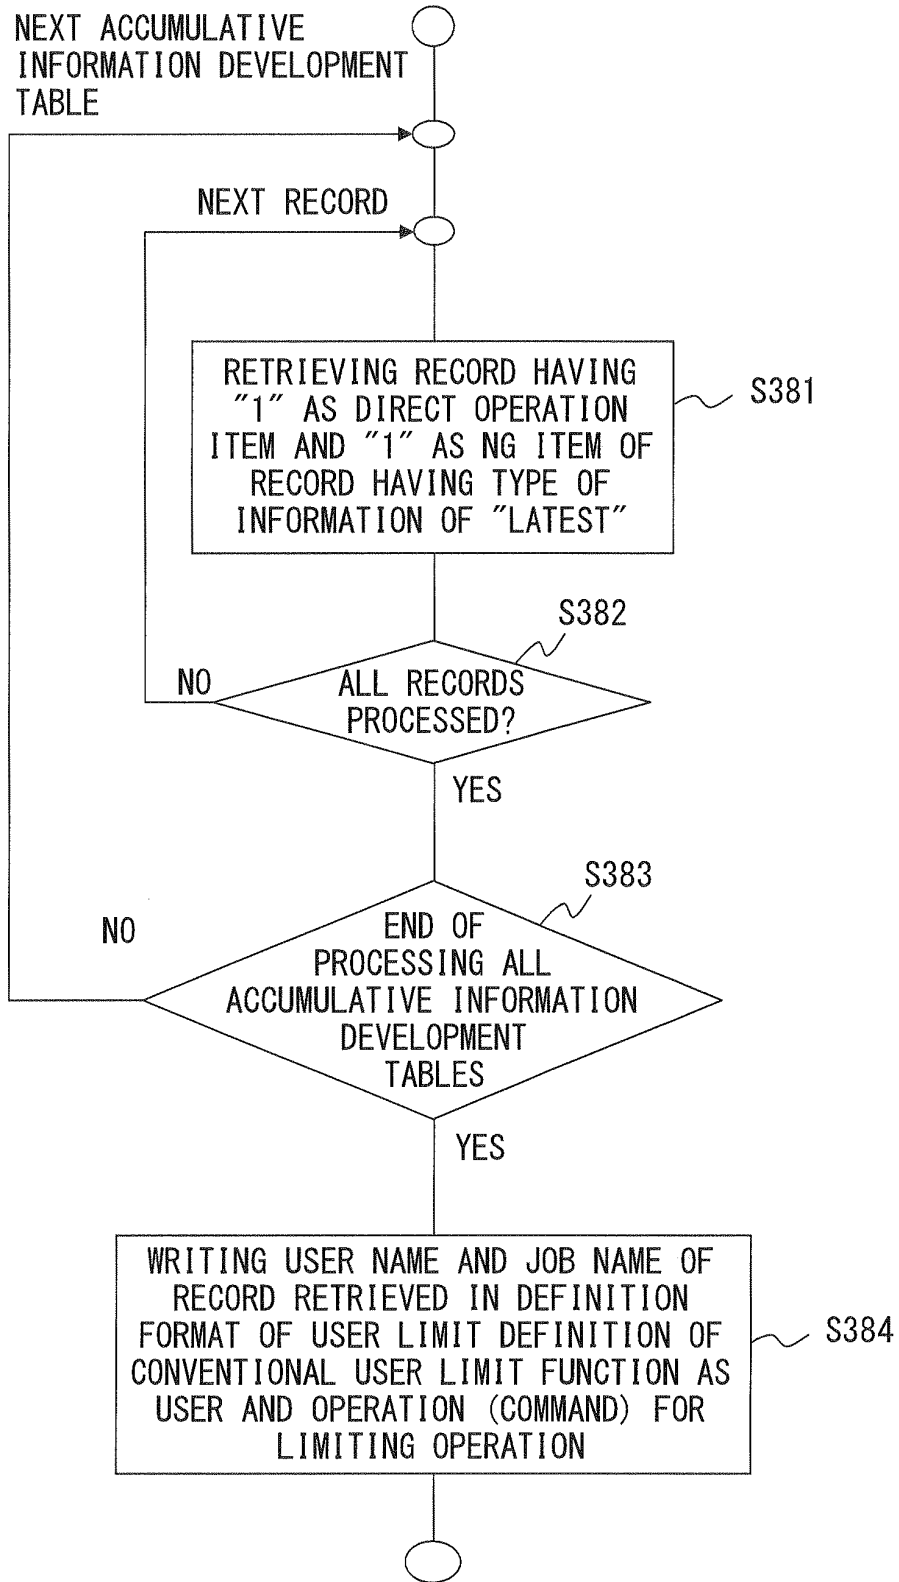 NEXT ACCUMULATIVE
INFORMATION DEVELOPMENT
TABLE
NEXT RECORD
RETRIEVING RECORD HAVING
"1" AS DIRECT OPERATION
ITEM AND "1" AS NG ITEM OF
RECORD HAVING TYPE OF
INFORMATION OF "LATEST"
S381
S382
ALL RECORDS
PROCESSED?
NO
YES
S383
END OF
PROCESSING ALL
ACCUMULATIVE INFORMATION
DEVELOPMENT
TABLES
NO
YES
WRITING USER NAME AND JOB NAME OF
RECORD RETRIEVED IN DEFINITION
FORMAT OF USER LIMIT DEFINITION OF
CONVENTIONAL USER LIMIT FUNCTION AS
USER AND OPERATION (COMMAND) FOR
LIMITING OPERATION
S384